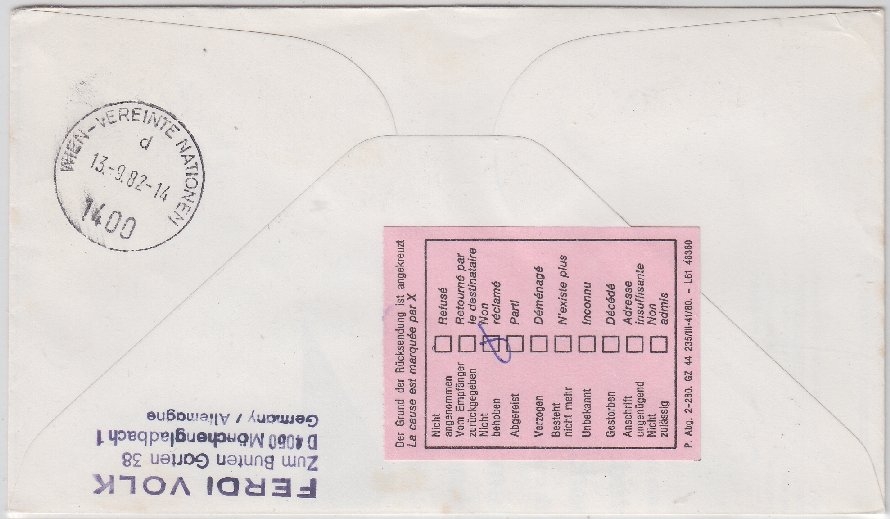 WIEN-VEREINTE NATIONEN
d
13.-9.82-14
1400
Der Grund der Rücksendung ist angekreuzt
La cause est marquée par X
Nicht angenommen
Refusé
Vom Empfänger zurückgegeben
Retourné par le destinataire
Nicht behoben
Non réclamé
Abgereist
Parti
Verzogen
Déménagé
Besteht nicht mehr
N'existe plus
Unbekannt
Inconnu
Gestorben
Décédé
Anschrift ungenügend
Adresse insuffisante
Nicht zulässig
Non admis
P. Abg. 2-280. GZ 44 235/III-41/80. - L61 46360
FERDI VOLK
Zum Bunten Garten 38
D 4050 Mönchengladbach 1
Germany / Allemagne